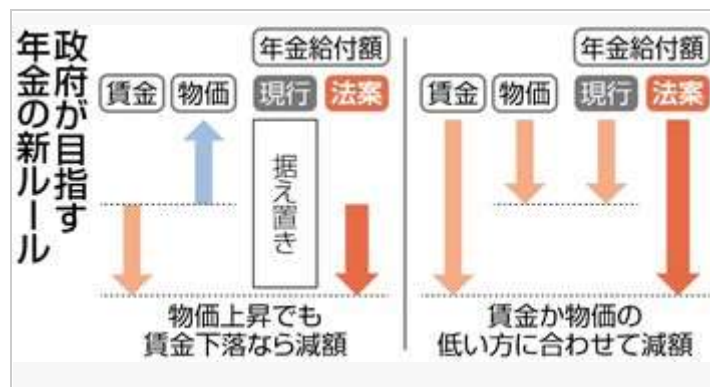 政府が目指す
年金の新ルール
年金給付額
賃金 物価 現行 法案
据え置き
物価上昇でも
賃金下落なら減額
年金給付額
賃金 物価 現行 法案
賃金か物価の
低い方に合わせて減額